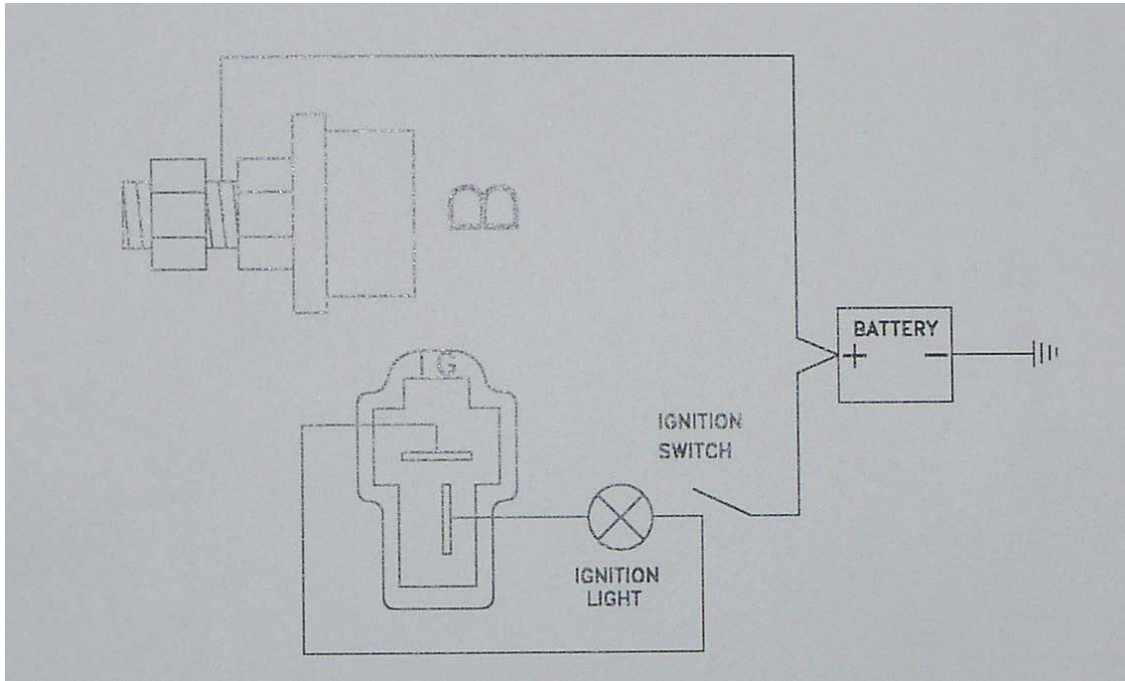 B
BATTERY
+ −
IG
IGNITION
SWITCH
IGNITION
LIGHT